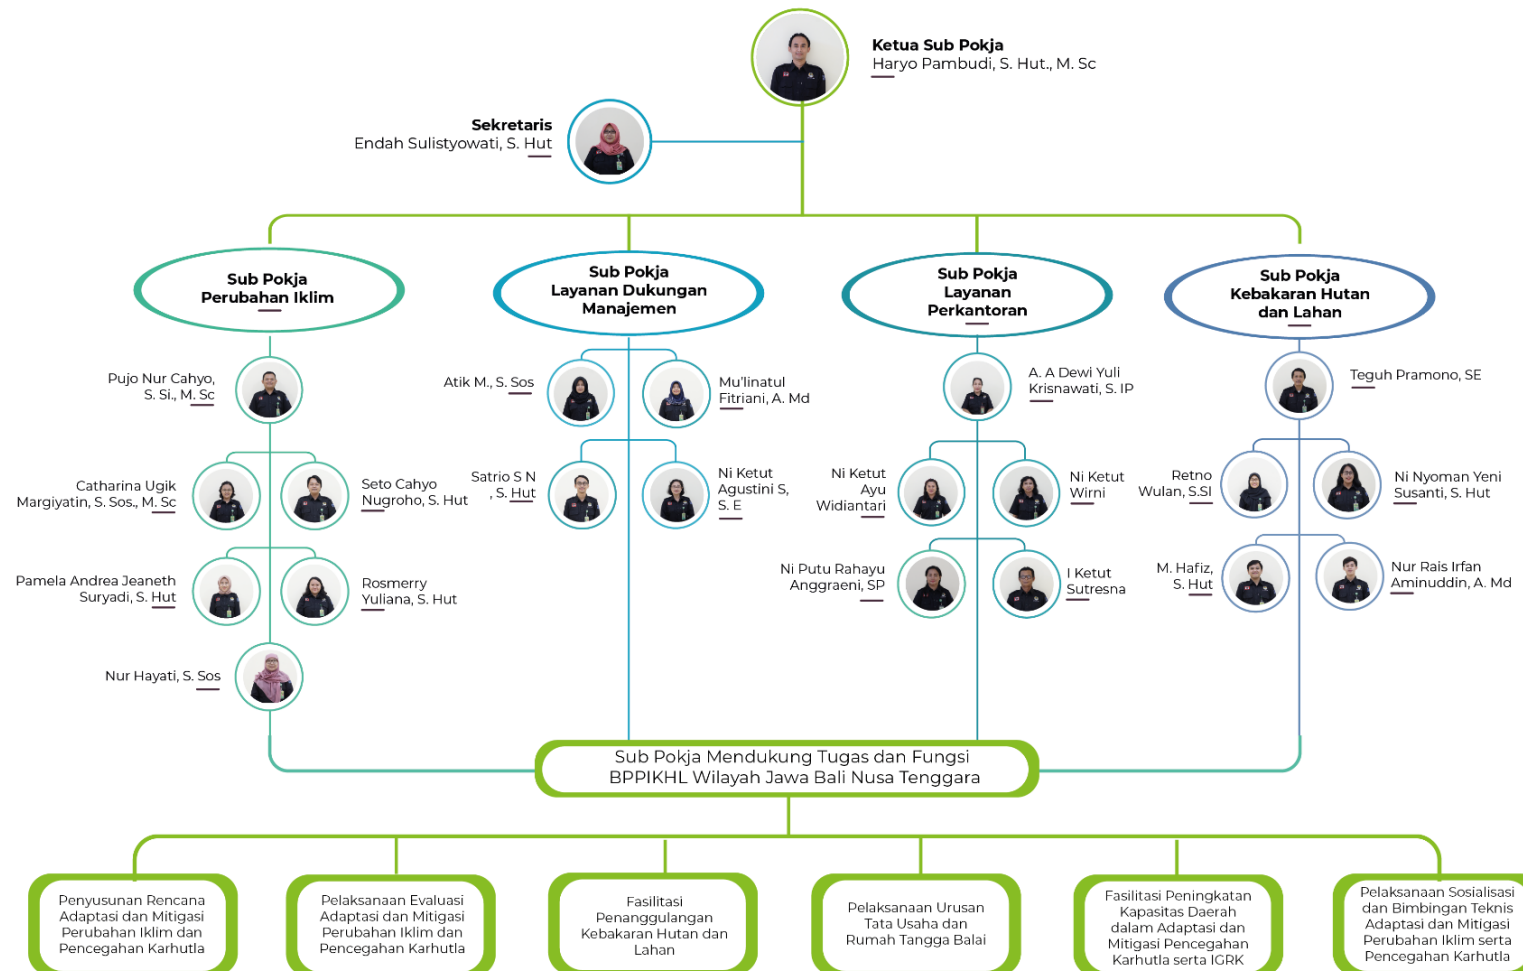 Ketua Sub Pokja
Haryo Pambudi, S. Hut., M. Sc
Sekretaris
Endah Sulistyowati, S. Hut
Sub Pokja
Perubahan Iklim
Sub Pokja
Layanan Dukungan
Manajemen
Sub Pokja
Layanan
Perkantoran
Sub Pokja
Kebakaran Hutan
dan Lahan
Pujo Nur Cahyo,
S. Si., M. Sc
Catharina Ugik
Margiyatin, S. Sos., M. Sc
Seto Cahyo
Nugroho, S. Hut
Pamela Andrea Jeaneth
Suryadi, S. Hut
Rosmerry
Yuliana, S. Hut
Nur Hayati, S. Sos
Atik M., S. Sos
Mu'linatul
Fitriani, A. Md
Satrio S N
, S. Hut
Ni Ketut
Agustini S,
S. E
A. A Dewi Yuli
Krisnawati, S. IP
Ni Ketut
Ayu
Widiantari
Ni Ketut
Wirni
Ni Putu Rahayu
Anggraeni, SP
I Ketut
Sutresna
Teguh Pramono, SE
Retno
Wulan, S.SI
Ni Nyoman Yeni
Susanti, S. Hut
M. Hafiz,
S. Hut
Nur Rais Irfan
Aminuddin, A. Md
Sub Pokja Mendukung Tugas dan Fungsi
BPPIKHL Wilayah Jawa Bali Nusa Tenggara
Penyusunan Rencana
Adaptasi dan Mitigasi
Perubahan Iklim dan
Pencegahan Karhutla
Pelaksanaan Evaluasi
Adaptasi dan Mitigasi
Perubahan Iklim dan
Pencegahan Karhutla
Fasilitasi
Penanggulangan
Kebakaran Hutan dan
Lahan
Pelaksanaan Urusan
Tata Usaha dan
Rumah Tangga Balai
Fasilitasi Peningkatan
Kapasitas Daerah
dalam Adaptasi dan
Mitigasi Pencegahan
Karhutla serta IGRK
Pelaksanaan Sosialisasi
dan Bimbingan Teknis
Adaptasi dan Mitigasi
Perubahan Iklim serta
Pencegahan Karhutla